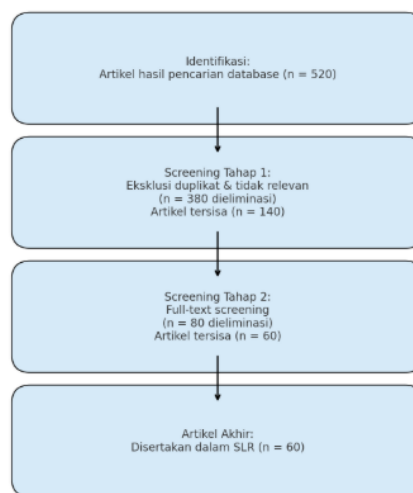 Identifikasi:
Artikel hasil pencarian database (n = 520)
Screening Tahap 1:
Eksklusi duplikat & tidak relevan
(n = 380 dieliminasi)
Artikel tersisa (n = 140)
Screening Tahap 2:
Full-text screening
(n = 80 dieliminasi)
Artikel tersisa (n = 60)
Artikel Akhir:
Disertakan dalam SLR (n = 60)